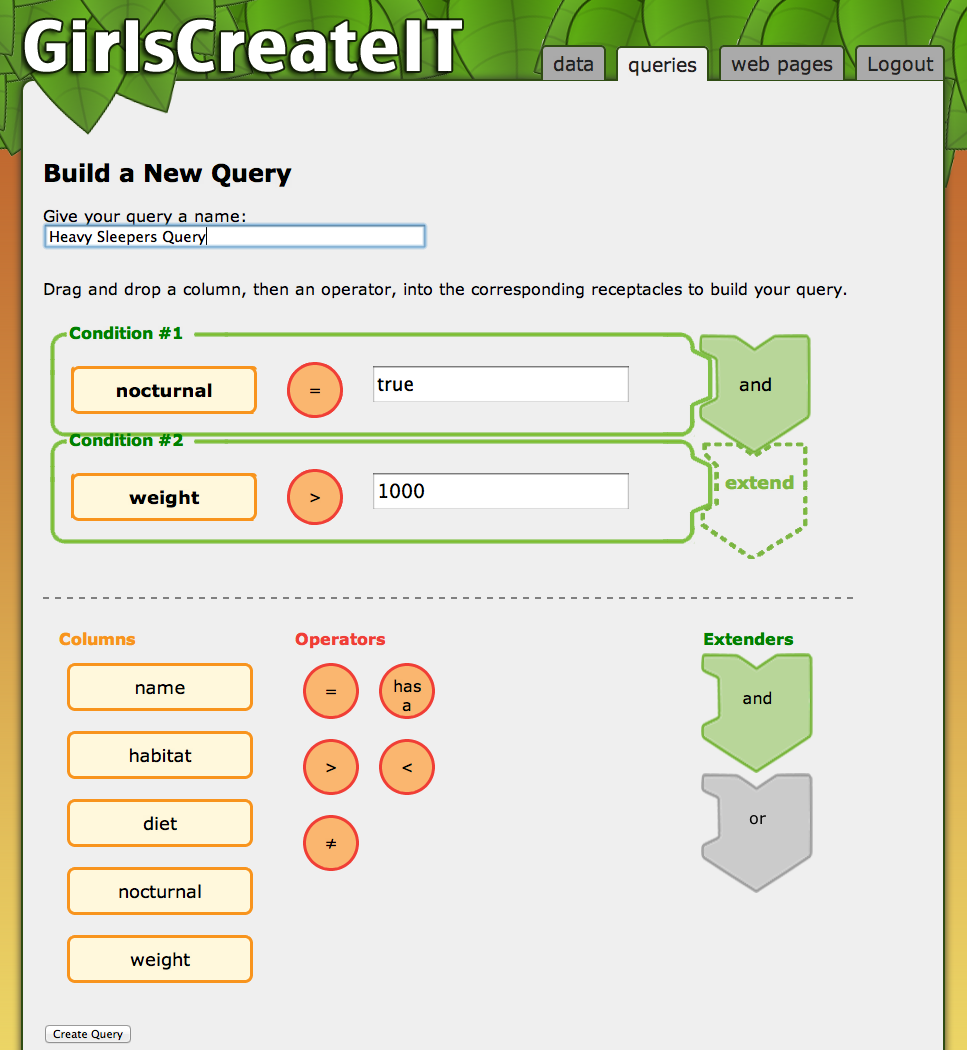 GirlsCreateIT
data queries web pages Logout
Build a New Query
Give your query a name:
Heavy Sleepers Query
Drag and drop a column, then an operator, into the corresponding receptacles to build your query.
Condition #1
nocturnal = true and
Condition #2
weight > 1000 extend
Columns Operators Extenders
name = has a and
habitat > <
diet ≠ or
nocturnal
weight
Create Query